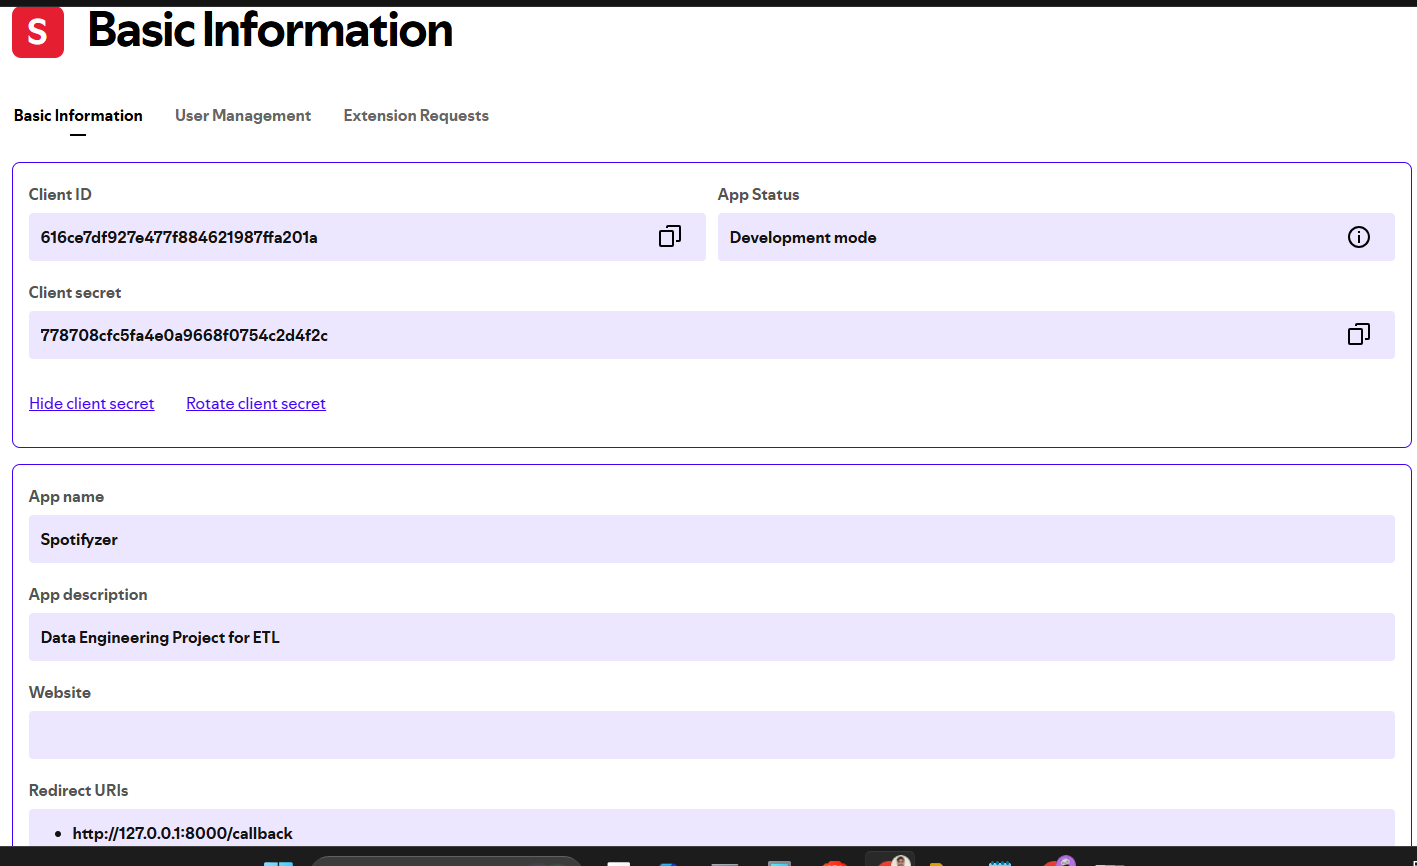 S
Basic Information
Basic Information User Management Extension Requests
Client ID App Status
616ce7df927e477f884621987ffa201a Development mode
Client secret
778708cfc5fa4e0a9668f0754c2d4f2c
Hide client secret Rotate client secret
App name
Spotifyzer
App description
Data Engineering Project for ETL
Website
Redirect URIs
• http://127.0.0.1:8000/callback